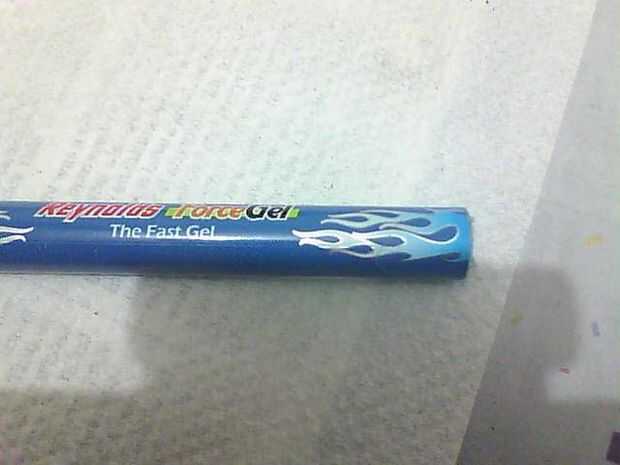 Reynolds ForceGel
The Fast Gel